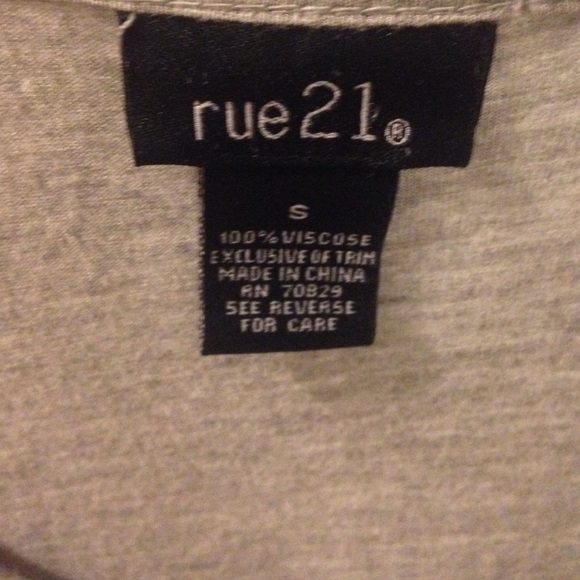 rue21®
S
100% VISCOSE
EXCLUSIVE OF TRIM
MADE IN CHINA
RN 70829
SEE REVERSE
FOR CARE